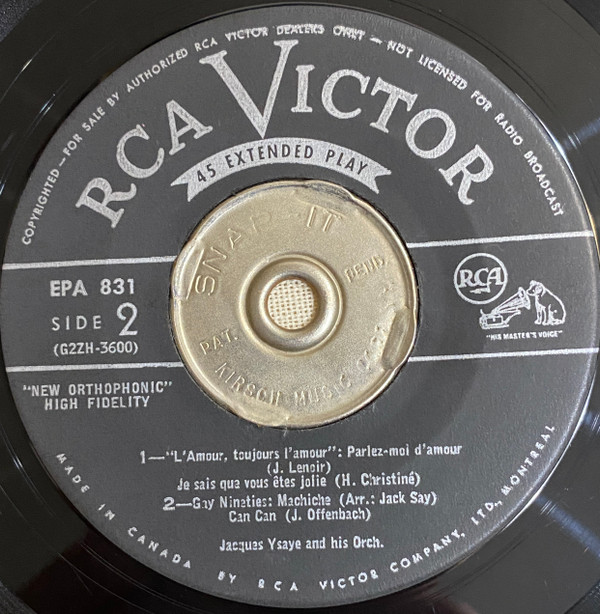 COPYRIGHTED — FOR SALE BY AUTHORIZED RCA VICTOR DEALERS ONLY — NOT LICENSED FOR RADIO BROADCAST
RCA VICTOR
45 EXTENDED PLAY
SNAP-IT
PEND.
PAT.
KIRSCH MUSIC
EPA 831
SIDE 2
(G2ZH-3600)
RCA
"HIS MASTER'S VOICE"
"NEW ORTHOPHONIC"
HIGH FIDELITY
1—"L'Amour, toujours l'amour": Parlez-moi d'amour
(J. Lenoir)
Je sais que vous êtes jolie (H. Christiné)
2—Gay Nineties: Machiche (Arr.: Jack Say)
Can Can (J. Offenbach)
Jacques Ysaye and his Orch.
MADE IN CANADA BY RCA VICTOR COMPANY, LTD., MONTREAL